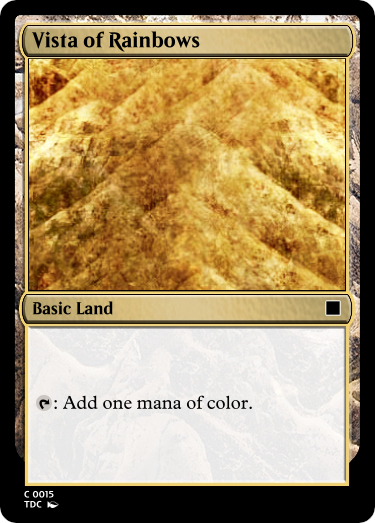 Vista of Rainbows
Basic Land
: Add one mana of color.
C 0015
TDC